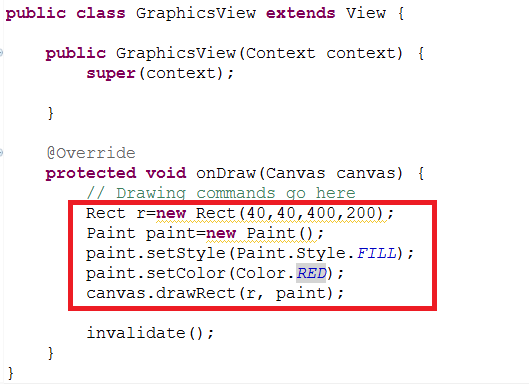 public class GraphicsView extends View {
public GraphicsView(Context context) {
super(context);
}
@Override
protected void onDraw(Canvas canvas) {
// Drawing commands go here
Rect r=new Rect(40,40,400,200);
Paint paint=new Paint();
paint.setStyle(Paint.Style.FILL);
paint.setColor(Color.RED);
canvas.drawRect(r, paint);
invalidate();
}
}